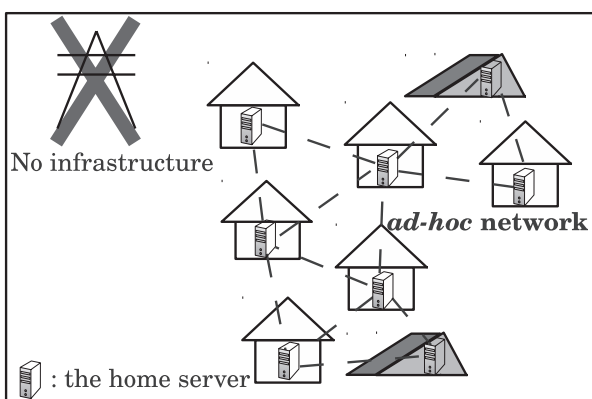 No infrastructure
ad-hoc network
: the home server